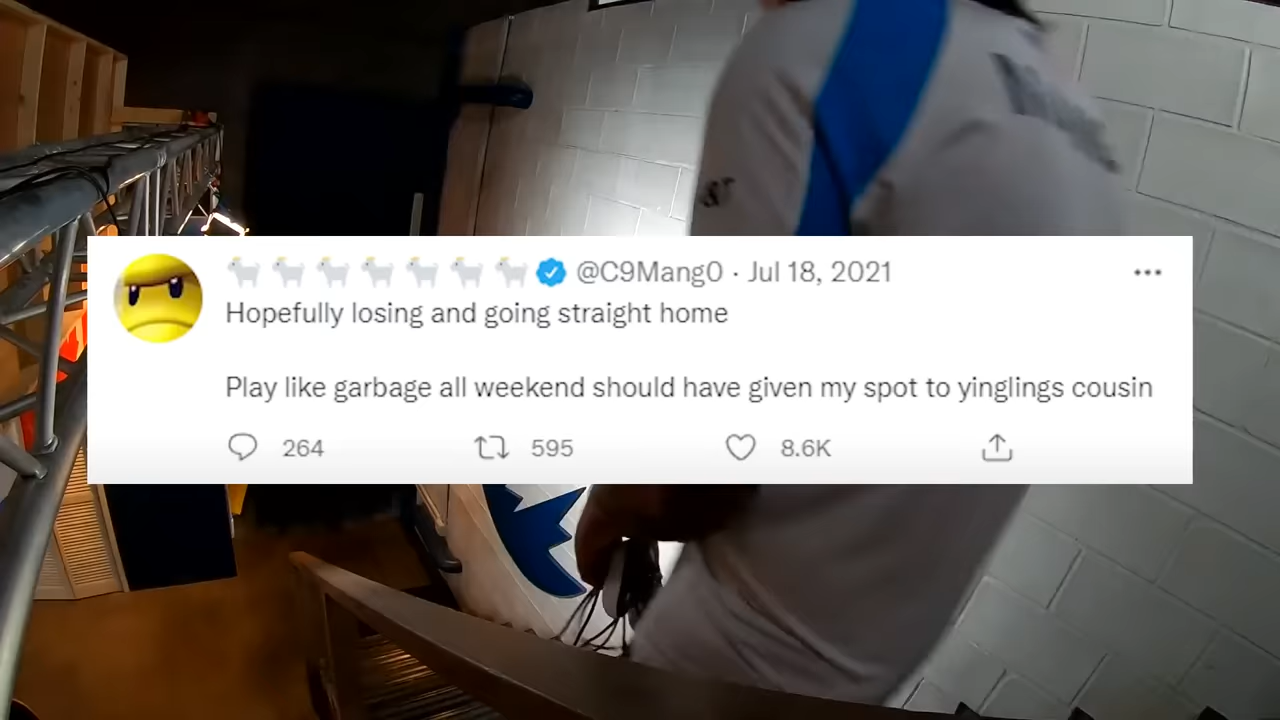 🐐🐐🐐🐐🐐🐐🐐 @C9Mang0 · Jul 18, 2021
Hopefully losing and going straight home
Play like garbage all weekend should have given my spot to yinglings cousin
264 595 8.6K